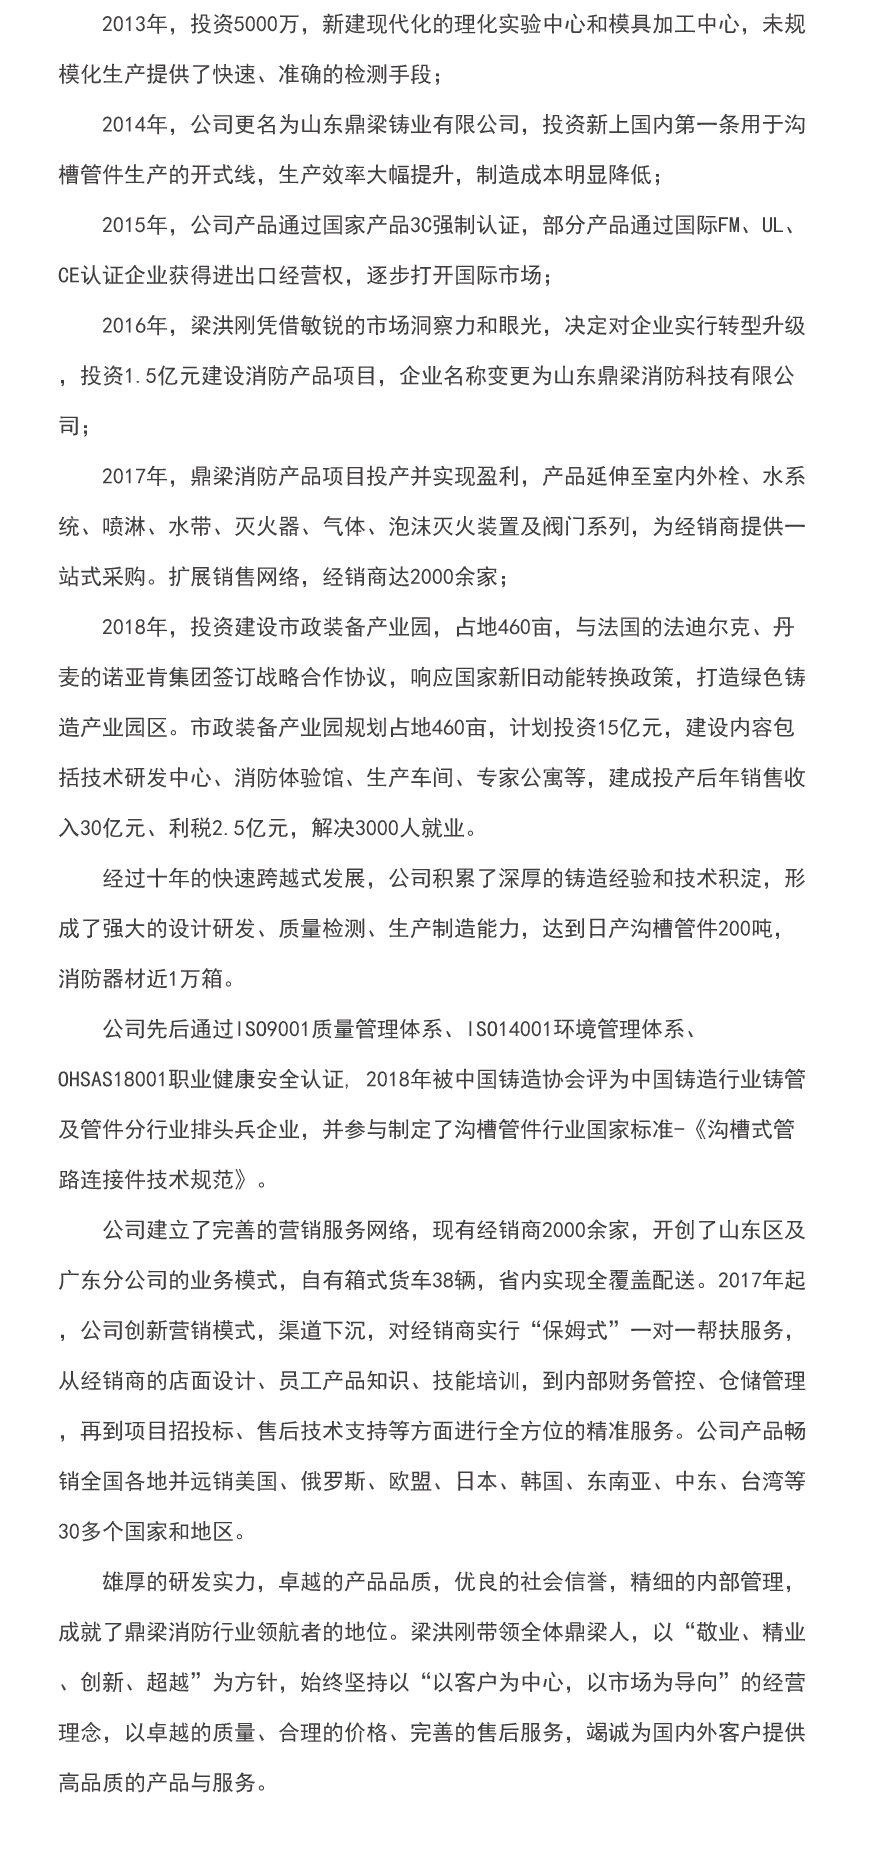 2013年，投资5000万，新建现代化的理化实验中心和模具加工中心，未规
模化生产提供了快速、准确的检测手段；
2014年，公司更名为山东鼎梁铸业有限公司，投资新上国内第一条用于沟
槽管件生产的开式线，生产效率大幅提升，制造成本明显降低；
2015年，公司产品通过国家产品3C强制认证，部分产品通过国际FM、UL、
CE认证企业获得进出口经营权，逐步打开国际市场；
2016年，梁洪刚凭借敏锐的市场洞察力和眼光，决定对企业实行转型升级
，投资1.5亿元建设消防产品项目，企业名称变更为山东鼎梁消防科技有限公
司；
2017年，鼎梁消防产品项目投产并实现盈利，产品延伸至室内外栓、水系
统、喷淋、水带、灭火器、气体、泡沫灭火装置及阀门系列，为经销商提供一
站式采购。扩展销售网络，经销商达2000余家；
2018年，投资建设市政装备产业园，占地460亩，与法国的法迪尔克、丹
麦的诺亚肯集团签订战略合作协议，响应国家新旧动能转换政策，打造绿色铸
造产业园区。市政装备产业园规划占地460亩，计划投资15亿元，建设内容包
括技术研发中心、消防体验馆、生产车间、专家公寓等，建成投产后年销售收
入30亿元、利税2.5亿元，解决3000人就业。
经过十年的快速跨越式发展，公司积累了深厚的铸造经验和技术积淀，形
成了强大的设计研发、质量检测、生产制造能力，达到日产沟槽管件200吨，
消防器材近1万箱。
公司先后通过ISO9001质量管理体系、ISO14001环境管理体系、
OHSAS18001职业健康安全认证，2018年被中国铸造协会评为中国铸造行业铸管
及管件分行业排头兵企业，并参与制定了沟槽管件行业国家标准-《沟槽式管
路连接件技术规范》。
公司建立了完善的营销服务网络，现有经销商2000余家，开创了山东区及
广东分公司的业务模式，自有箱式货车38辆，省内实现全覆盖配送。2017年起
，公司创新营销模式，渠道下沉，对经销商实行“保姆式”一对一帮扶服务，
从经销商的店面设计、员工产品知识、技能培训，到内部财务管控、仓储管理
，再到项目招投标、售后技术支持等方面进行全方位的精准服务。公司产品畅
销全国各地并远销美国、俄罗斯、欧盟、日本、韩国、东南亚、中东、台湾等
30多个国家和地区。
雄厚的研发实力，卓越的产品品质，优良的社会信誉，精细的内部管理，
成就了鼎梁消防行业领航者的地位。梁洪刚带领全体鼎梁人，以“敬业、精业
、创新、超越”为方针，始终坚持以“以客户为中心，以市场为导向”的经营
理念，以卓越的质量、合理的价格、完善的售后服务，竭诚为国内外客户提供
高品质的产品与服务。